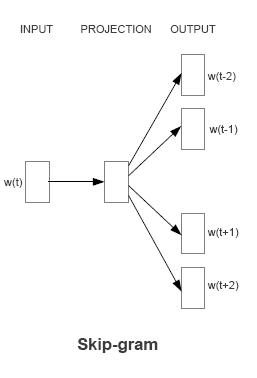 INPUT PROJECTION OUTPUT
w(t-2)
w(t-1)
w(t)
w(t+1)
w(t+2)
Skip-gram